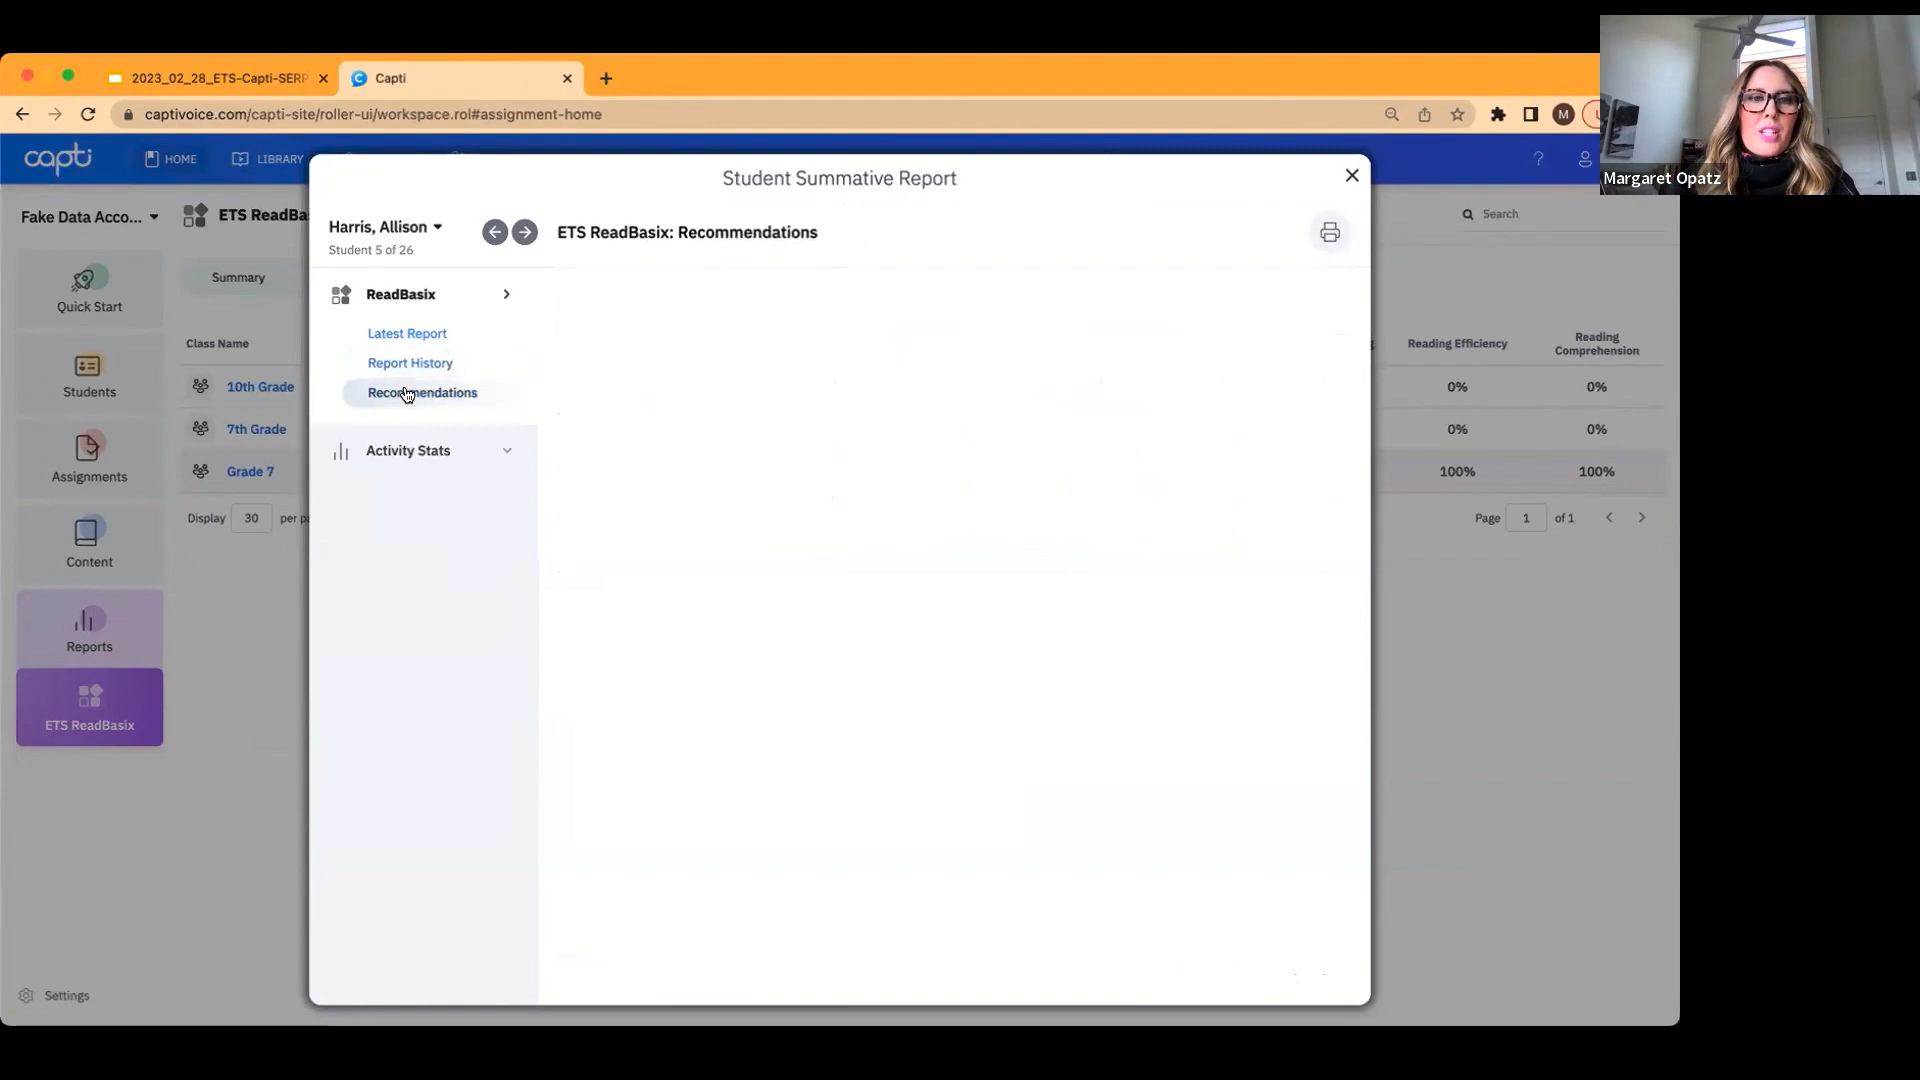 2023_02_28_ETS-Capti-SERP
Capti
captivoice.com/capti-site/roller-ui/workspace.rol#assignment-home
M
Margaret Opatz
capti
HOME
LIBRARY
?
Student Summative Report
Fake Data Acco...
ETS ReadBa
Search
Harris, Allison
Student 5 of 26
ETS ReadBasix: Recommendations
Quick Start
Students
Assignments
Content
Reports
ETS ReadBasix
Settings
Summary
Class Name
10th Grade
7th Grade
Grade 7
Display 30 per pa
ReadBasix
Latest Report
Report History
Recommendations
Activity Stats
Reading Efficiency
Reading
Comprehension
0% 0%
0% 0%
100% 100%
Page 1 of 1